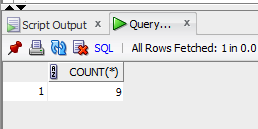 Script Output × Query... ×
SQL | All Rows Fetched: 1 in 0.0
COUNT(*)
1 9